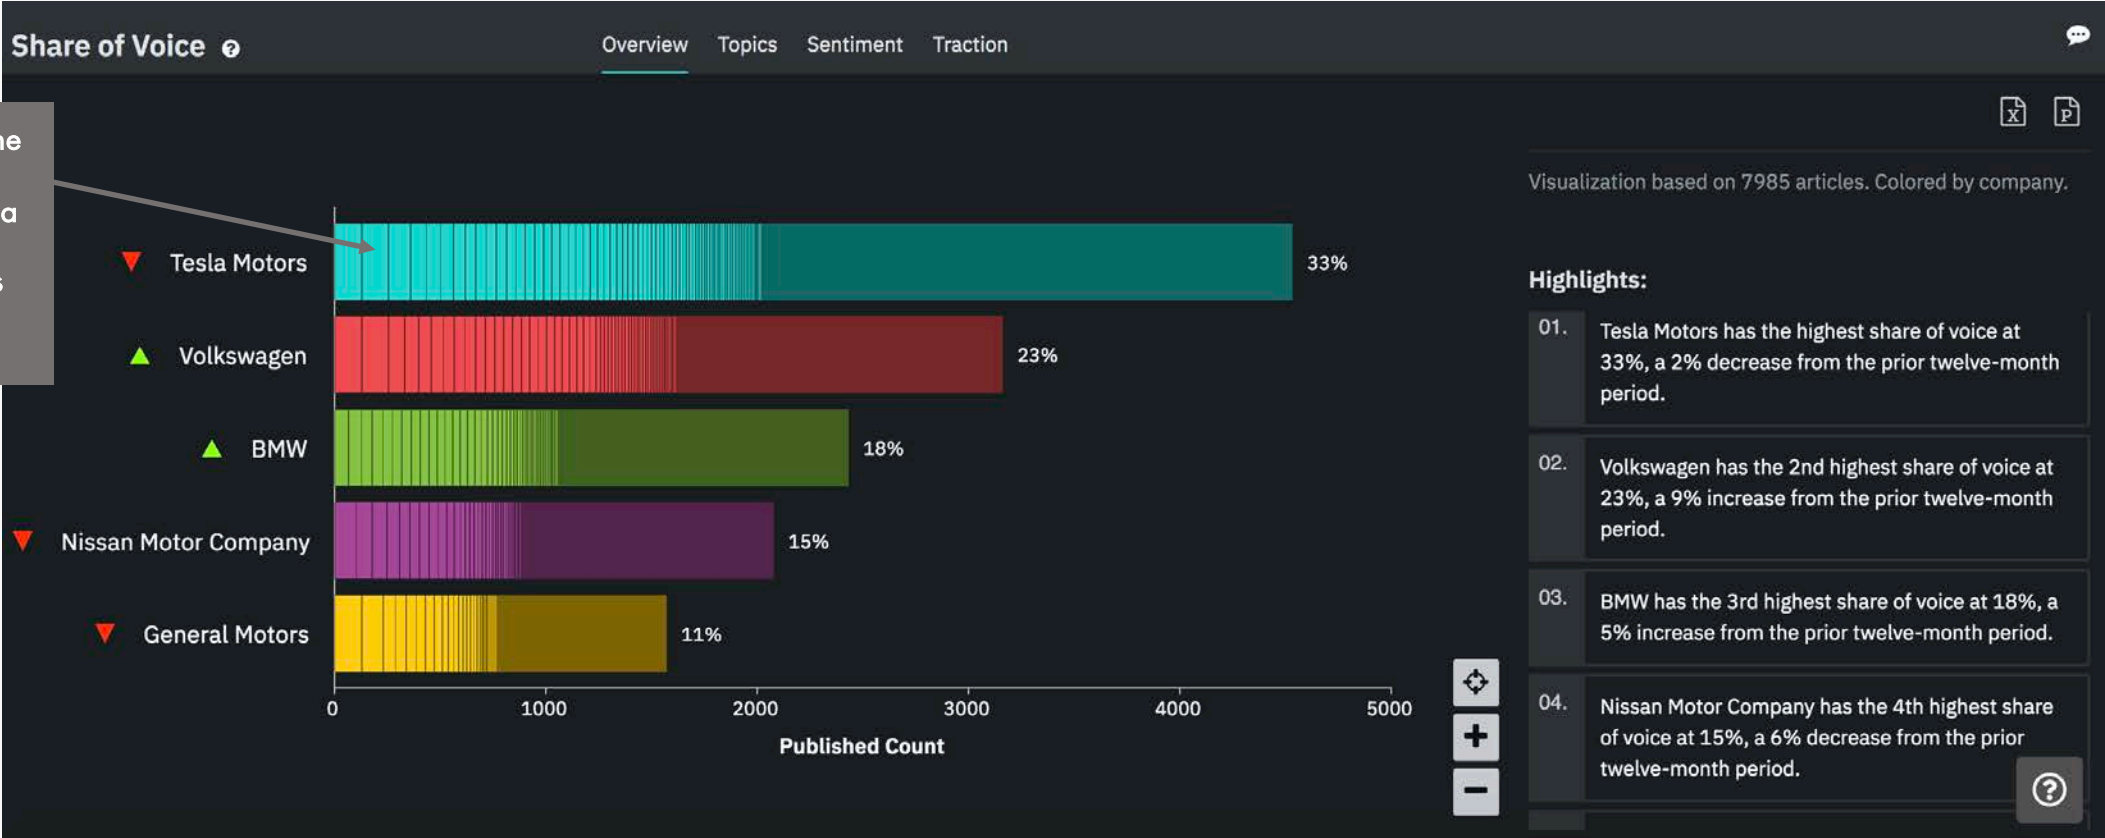 Share of Voice ?
Overview Topics Sentiment Traction
X P
Visualization based on 7985 articles. Colored by company.
Tesla Motors
33%
Volkswagen
23%
BMW
18%
Nissan Motor Company
15%
General Motors
11%
0 1000 2000 3000 4000 5000
Published Count
Highlights:
01.
Tesla Motors has the highest share of voice at
33%, a 2% decrease from the prior twelve-month
period.
02.
Volkswagen has the 2nd highest share of voice at
23%, a 9% increase from the prior twelve-month
period.
03.
BMW has the 3rd highest share of voice at 18%, a
5% increase from the prior twelve-month period.
04.
Nissan Motor Company has the 4th highest share
of voice at 15%, a 6% decrease from the prior
twelve-month period.
?